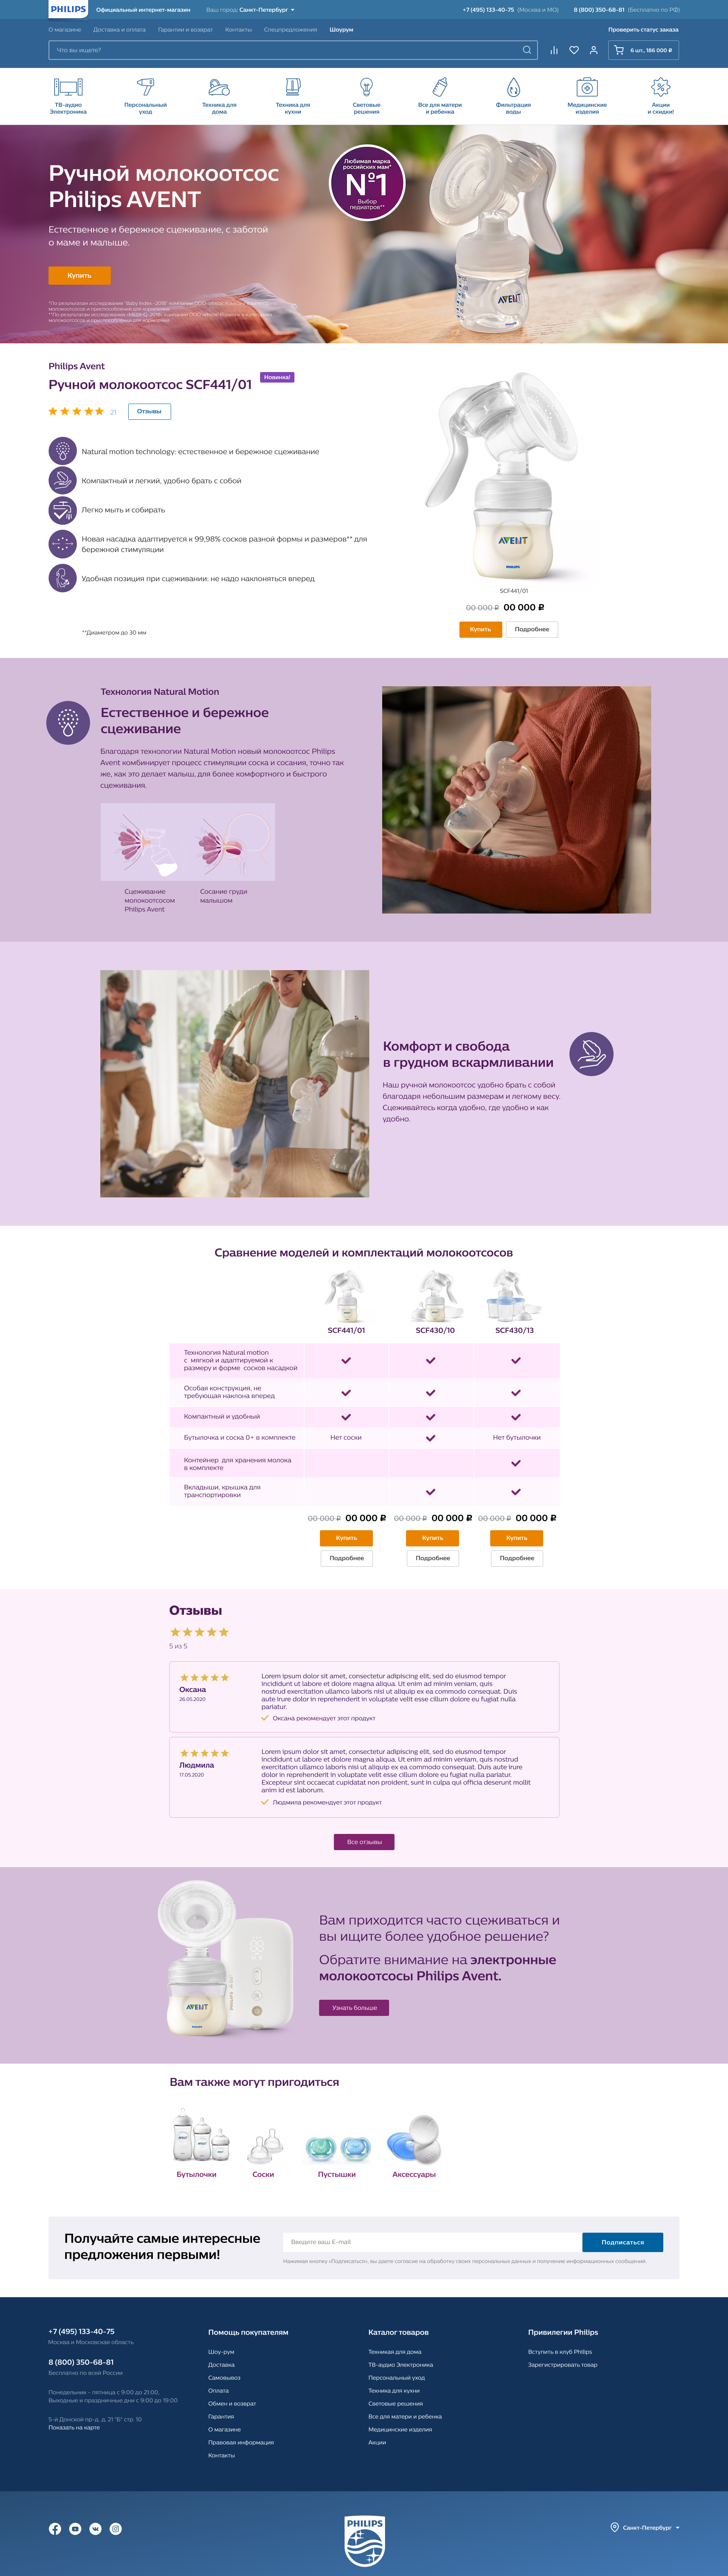 PHILIPS
Официальный интернет-магазин
Ваш город: Санкт-Петербург
+7 (495) 133-40-75 (Москва и МО)
8 (800) 350-68-81 (Бесплатно по РФ)
О магазине
Доставка и оплата
Гарантии и возврат
Контакты
Спецпредложения
Шоурум
Проверить статус заказа
Что вы ищете?
6 шт., 186 000 ₽
ТВ-аудио
Электроника
Персональный
уход
Техника для
дома
Техника для
кухни
Световые
решения
Все для матери
и ребенка
Фильтрация
воды
Медицинские
изделия
Акции
и скидки!
Ручной молокоотсос
Philips AVENT
Естественное и бережное сцеживание, с заботой
о маме и малыше.
Купить
Любимая марка
российских мам*
№1
Выбор
педиатров**
AVENT
Philips Avent
Ручной молокоотсос SCF441/01
Новинка!
21
Отзывы
Natural motion technology: естественное и бережное сцеживание
Компактный и легкий, удобно брать с собой
Легко мыть и собирать
Новая насадка адаптируется к 99,98% сосков разной формы и размеров** для
бережной стимуляции
Удобная позиция при сцеживании: не надо наклоняться вперед
**Диаметром до 30 мм
AVENT
PHILIPS
SCF441/01
00 000 ₽ 00 000 ₽
Купить
Подробнее
Технология Natural Motion
Естественное и бережное
сцеживание
Благодаря технологии Natural Motion новый молокоотсос Philips
Avent комбинирует процесс стимуляции соска и сосания, точно так
же, как это делает малыш, для более комфортного и быстрого
сцеживания.
Сцеживание
молокоотсосом
Philips Avent
Сосание груди
малышом
Комфорт и свобода
в грудном вскармливании
Наш ручной молокоотсос удобно брать с собой
благодаря небольшим размерам и легкому весу.
Сцеживайтесь когда удобно, где удобно и как
удобно.
Сравнение моделей и комплектаций молокоотсосов
SCF441/01
SCF430/10
SCF430/13
Технология Natural motion
с мягкой и адаптируемой к
размеру и форме сосков насадкой
Особая конструкция, не
требующая наклона вперед
Компактный и удобный
Бутылочка и соска 0+ в комплекте
Нет соски
Нет бутылочки
Контейнер для хранения молока
в комплекте
Вкладыши, крышка для
транспортировки
00 000 ₽ 00 000 ₽
00 000 ₽ 00 000 ₽
00 000 ₽ 00 000 ₽
Купить
Купить
Купить
Подробнее
Подробнее
Подробнее
Отзывы
5 из 5
Оксана
26.05.2020
Lorem ipsum dolor sit amet, consectetur adipiscing elit, sed do eiusmod tempor
incididunt ut labore et dolore magna aliqua. Ut enim ad minim veniam, quis
nostrud exercitation ullamco laboris nisi ut aliquip ex ea commodo consequat. Duis
aute irure dolor in reprehenderit in voluptate velit esse cillum dolore eu fugiat nulla
pariatur.
Оксана рекомендует этот продукт
Людмила
17.05.2020
Lorem ipsum dolor sit amet, consectetur adipiscing elit, sed do eiusmod tempor
incididunt ut labore et dolore magna aliqua. Ut enim ad minim veniam, quis nostrud
exercitation ullamco laboris nisi ut aliquip ex ea commodo consequat. Duis aute irure
dolor in reprehenderit in voluptate velit esse cillum dolore eu fugiat nulla pariatur.
Excepteur sint occaecat cupidatat non proident, sunt in culpa qui officia deserunt mollit
anim id est laborum.
Людмила рекомендует этот продукт
Все отзывы
AVENT
Вам приходится часто сцеживаться и
вы ищите более удобное решение?
Обратите внимание на электронные
молокоотсосы Philips Avent.
Узнать больше
Вам также могут пригодиться
Бутылочки
Соски
Пустышки
Аксессуары
Получайте самые интересные
предложения первыми!
Введите ваш E-mail
Подписаться
Нажимая кнопку «Подписаться», вы даете согласие на обработку своих персональных данных и получение информационных сообщений.
+7 (495) 133-40-75
Москва и Московская область
8 (800) 350-68-81
Бесплатно по всей России
Понедельник - пятница с 9:00 до 21:00,
Выходные и праздничные дни с 9:00 до 19:00
5-й Донской пр-д, д. 21 "Б" стр. 10
Показать на карте
Помощь покупателям
Шоу-рум
Доставка
Самовывоз
Оплата
Обмен и возврат
Гарантия
О магазине
Правовая информация
Контакты
Каталог товаров
Техникая для дома
ТВ-аудио Электроника
Персональный уход
Техника для кухни
Световые решения
Все для матери и ребенка
Медицинские изделия
Акции
Привилегии Philips
Вступить в клуб Philips
Зарегистрировать товар
PHILIPS
Санкт-Петербург